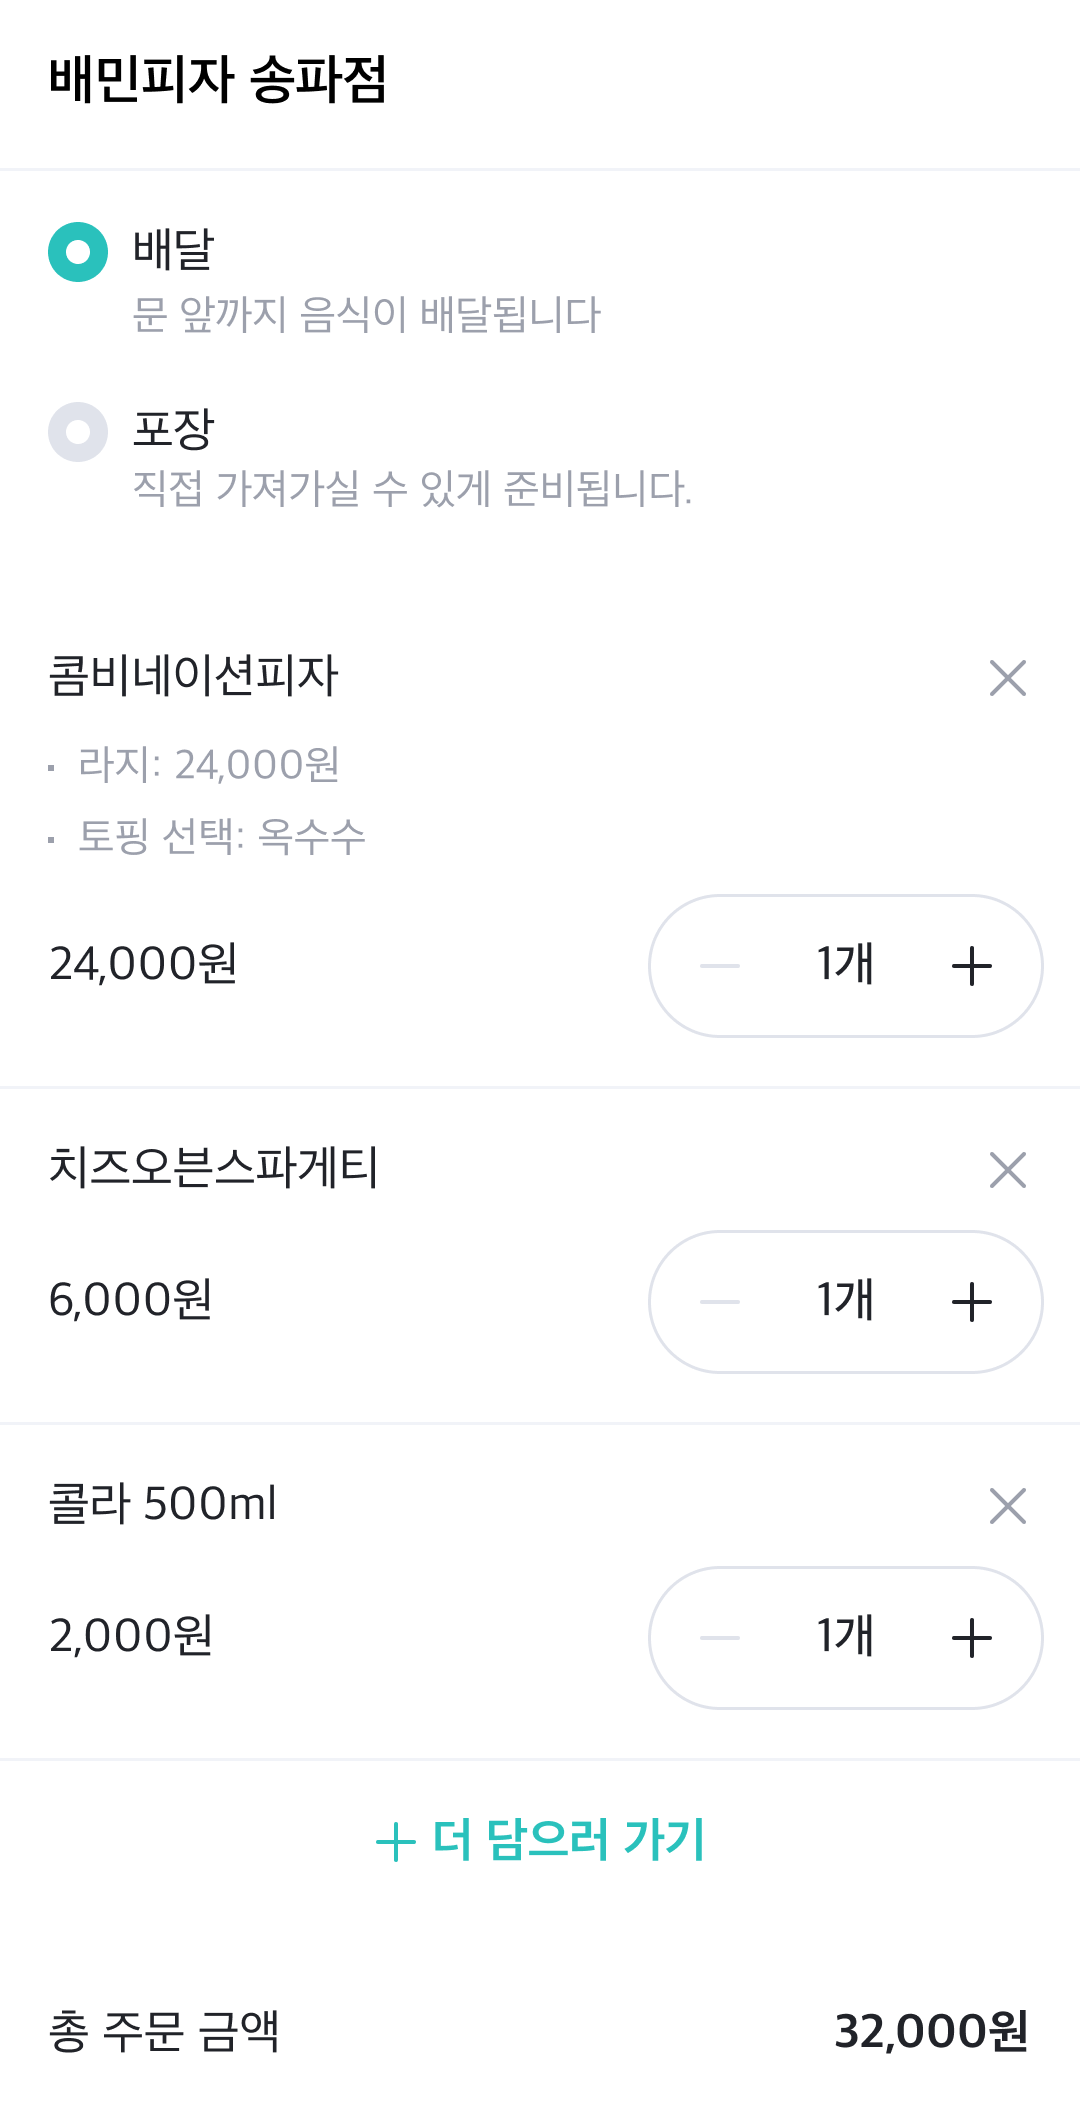 배민피자 송파점
배달
문 앞까지 음식이 배달됩니다
포장
직접 가져가실 수 있게 준비됩니다.
콤비네이션피자
· 라지: 24,000원
· 토핑 선택: 옥수수
24,000원 1개
치즈오븐스파게티
6,000원 1개
콜라 500ml
2,000원 1개
+ 더 담으러 가기
총 주문 금액 32,000원